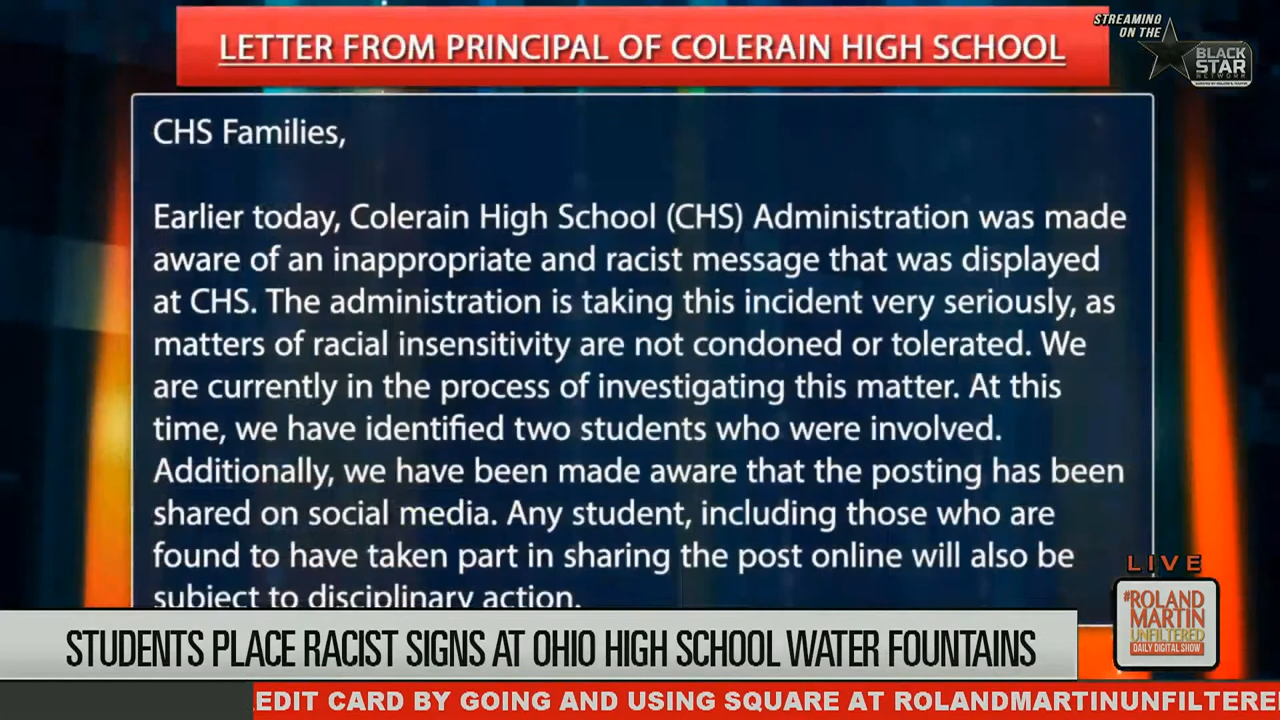 LETTER FROM PRINCIPAL OF COLERAIN HIGH SCHOOL
STREAMING
ON THE
BLACK
STAR
NETWORK
CHS Families,
Earlier today, Colerain High School (CHS) Administration was made
aware of an inappropriate and racist message that was displayed
at CHS. The administration is taking this incident very seriously, as
matters of racial insensitivity are not condoned or tolerated. We
are currently in the process of investigating this matter. At this
time, we have identified two students who were involved.
Additionally, we have been made aware that the posting has been
shared on social media. Any student, including those who are
found to have taken part in sharing the post online will also be
subject to disciplinary action.
LIVE
#ROLAND
MARTIN
UNFILTERED
DAILY DIGITAL SHOW
STUDENTS PLACE RACIST SIGNS AT OHIO HIGH SCHOOL WATER FOUNTAINS
EDIT CARD BY GOING AND USING SQUARE AT ROLANDMARTINUNFILTERE